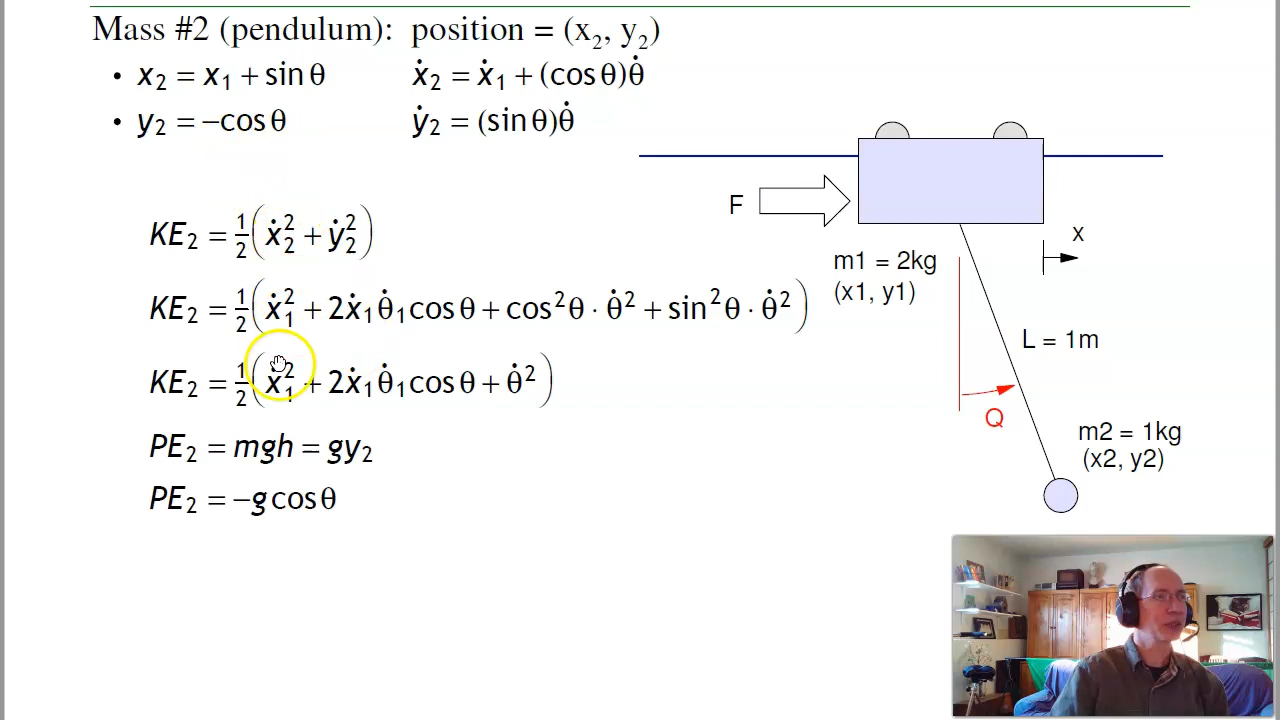 Mass #2 (pendulum): position = (x₂, y₂)
• x₂ = x₁ + sin θ ẋ₂ = ẋ₁ + (cos θ)θ̇
• y₂ = −cos θ ẏ₂ = (sin θ)θ̇
KE₂ = ½(ẋ₂² + ẏ₂²)
KE₂ = ½(ẋ₁² + 2ẋ₁θ̇₁cos θ + cos²θ · θ̇² + sin²θ · θ̇²)
KE₂ = ½(ẋ₁² + 2ẋ₁θ̇₁cos θ + θ̇²)
PE₂ = mgh = gy₂
PE₂ = −g cos θ
F
x
m1 = 2kg
(x1, y1)
L = 1m
Q
m2 = 1kg
(x2, y2)